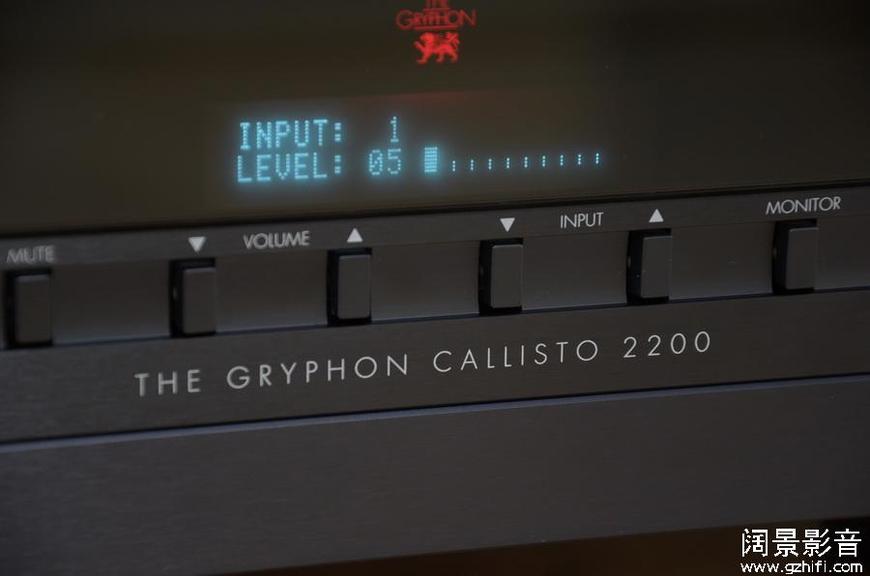 THE
GRYPHON
INPUT: 1
LEVEL: 05
MUTE ▼ VOLUME ▲ ▼ INPUT ▲ MONITOR
THE GRYPHON CALLISTO 2200
阔景影音
www.gzhifi.com